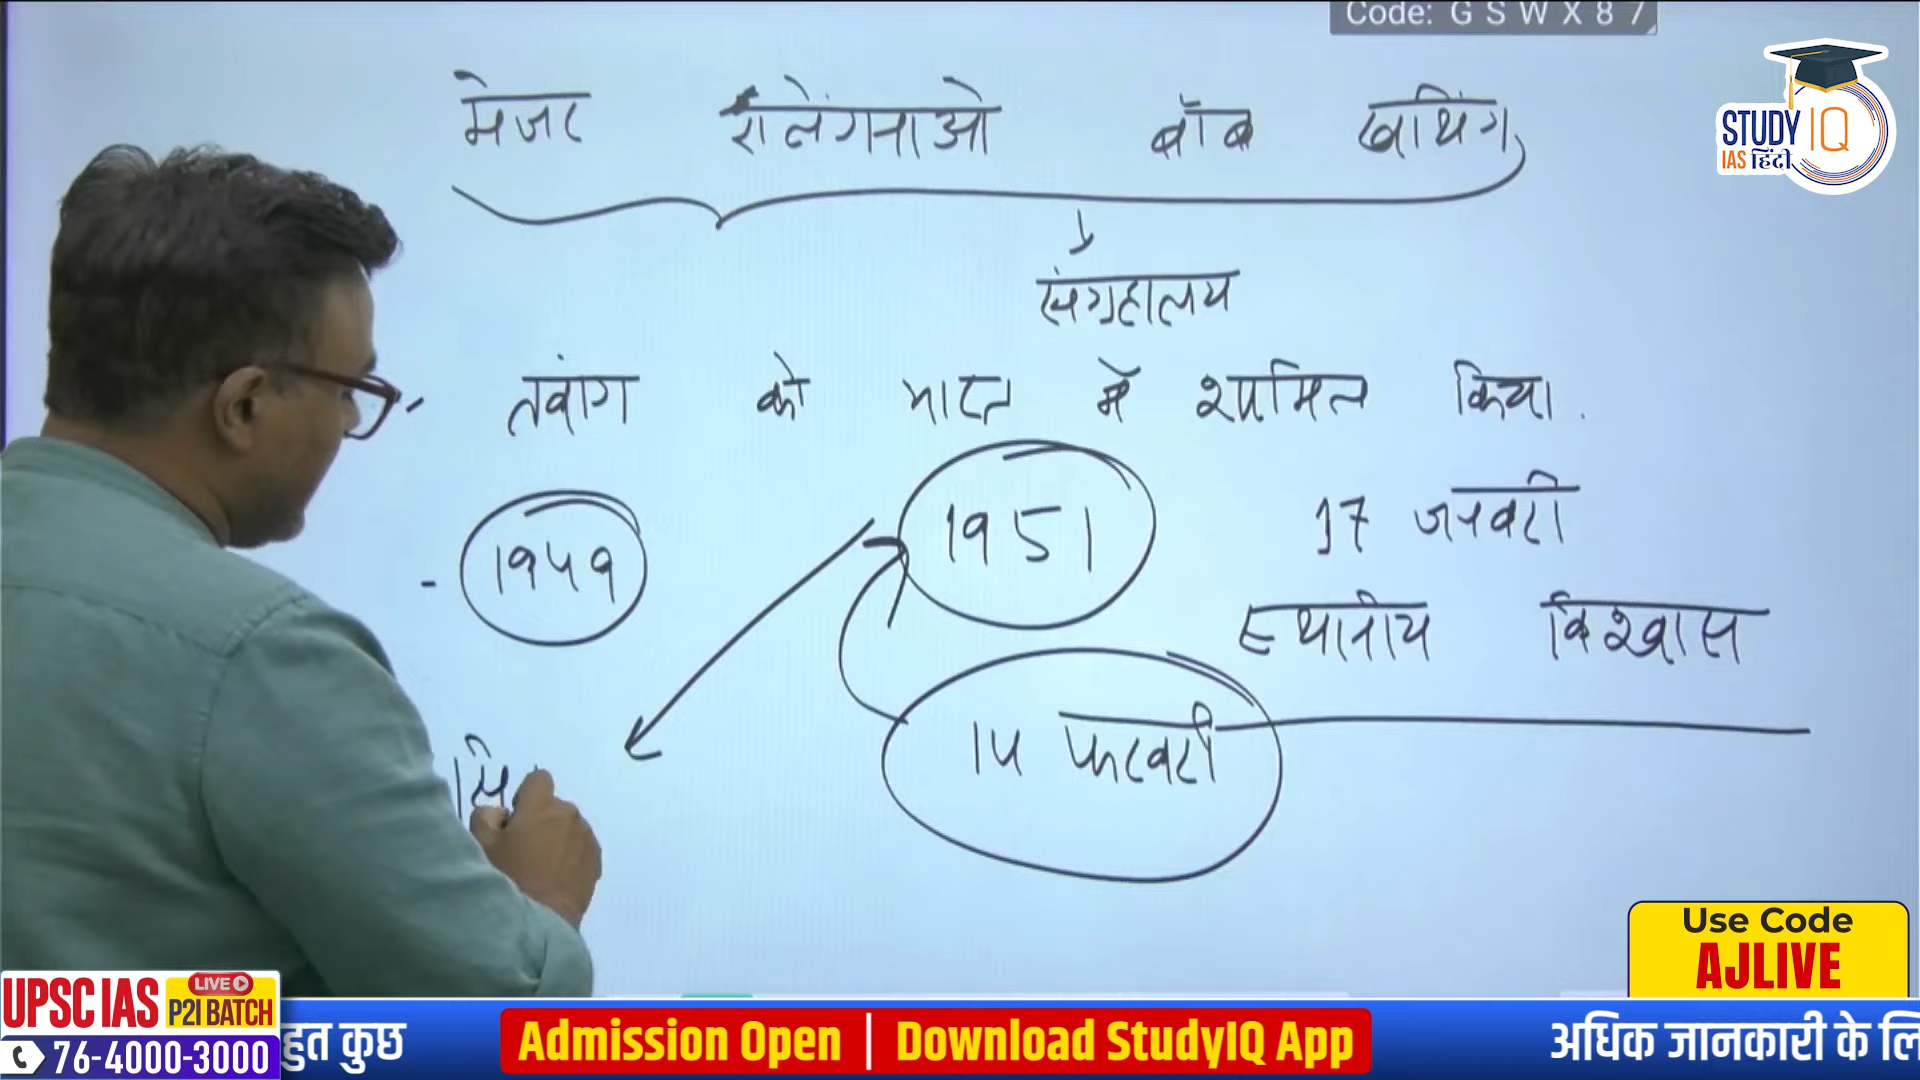 Code: G S W X 8 7
STUDY IQ
IAS हिंदी
मेजर रालेंगनाओ बॉब खाथिंग
संग्रहालय
- तवांग को भारत में शामिल किया.
- 1949
1951
17 जनवरी
स्थानीय विश्वास
14 फरवरी
Use Code
AJLIVE
UPSC IAS LIVE P2I BATCH
76-4000-3000
हुत कुछ
Admission Open | Download StudyIQ App
अधिक जानकारी के लि